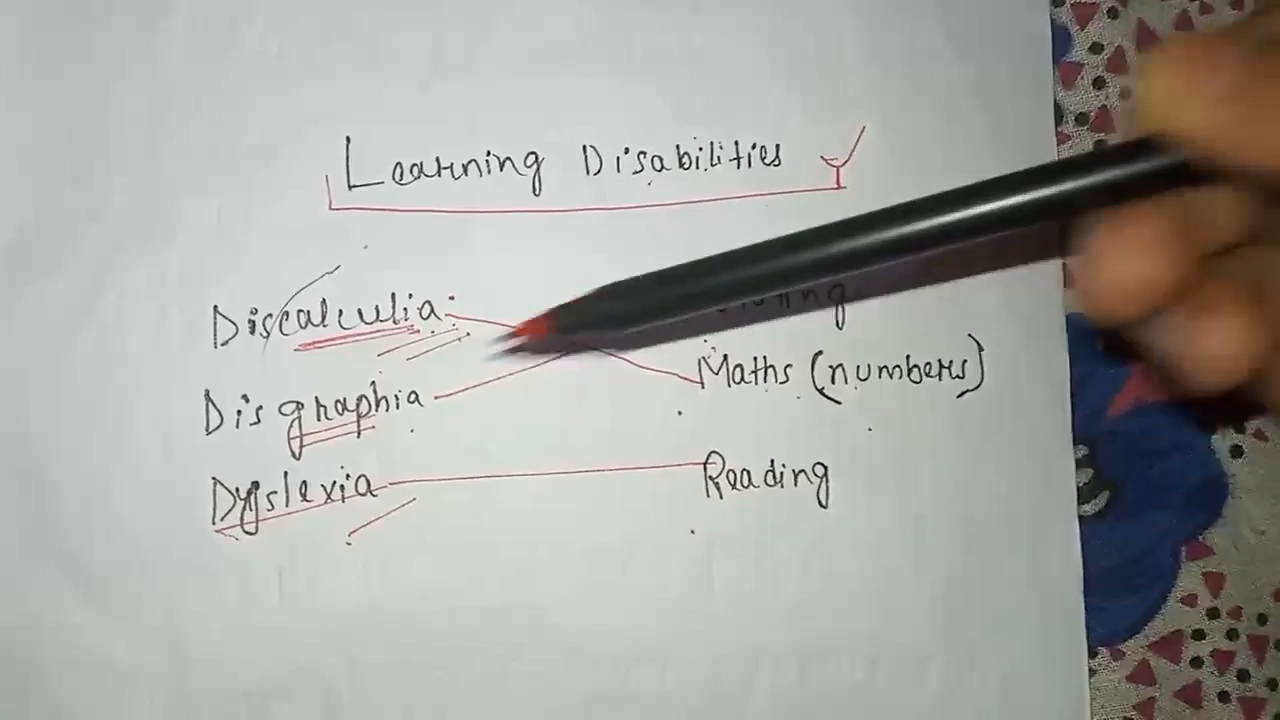 Learning Disabilities
Discalculia:
Maths (numbers)
Disgraphia
Dyslexia
Reading